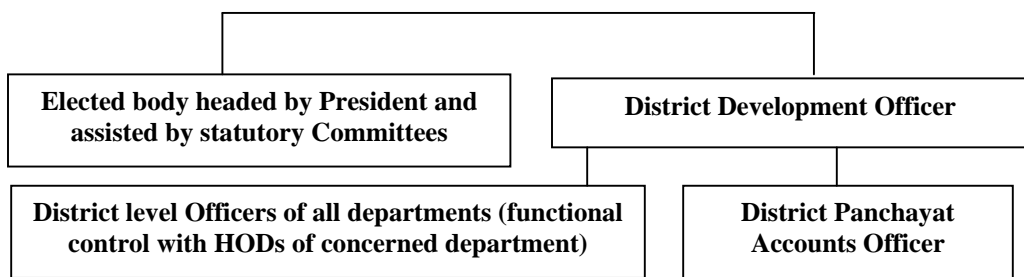 Elected body headed by President and
assisted by statutory Committees
District Development Officer
District level Officers of all departments (functional
control with HODs of concerned department)
District Panchayat
Accounts Officer